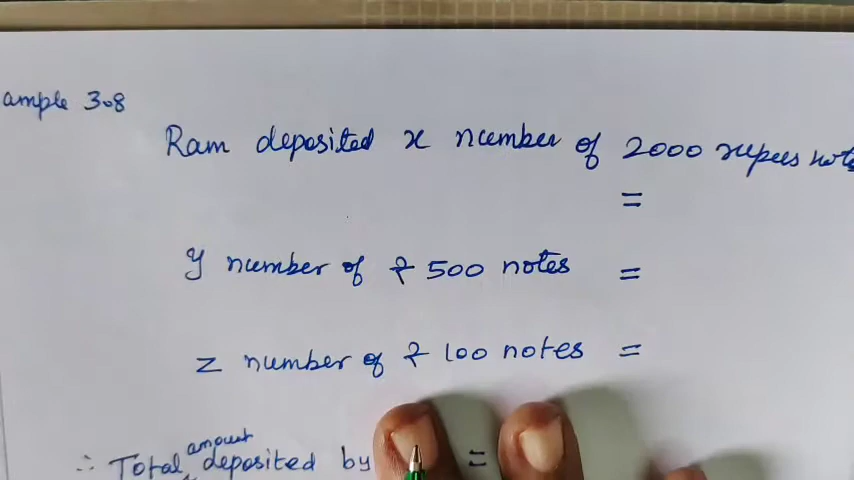 ample 3.8
Ram deposited x number of 2000 rupees notes
=
y number of ₹ 500 notes =
z number of ₹ 100 notes =
∴ Total amount deposited by =